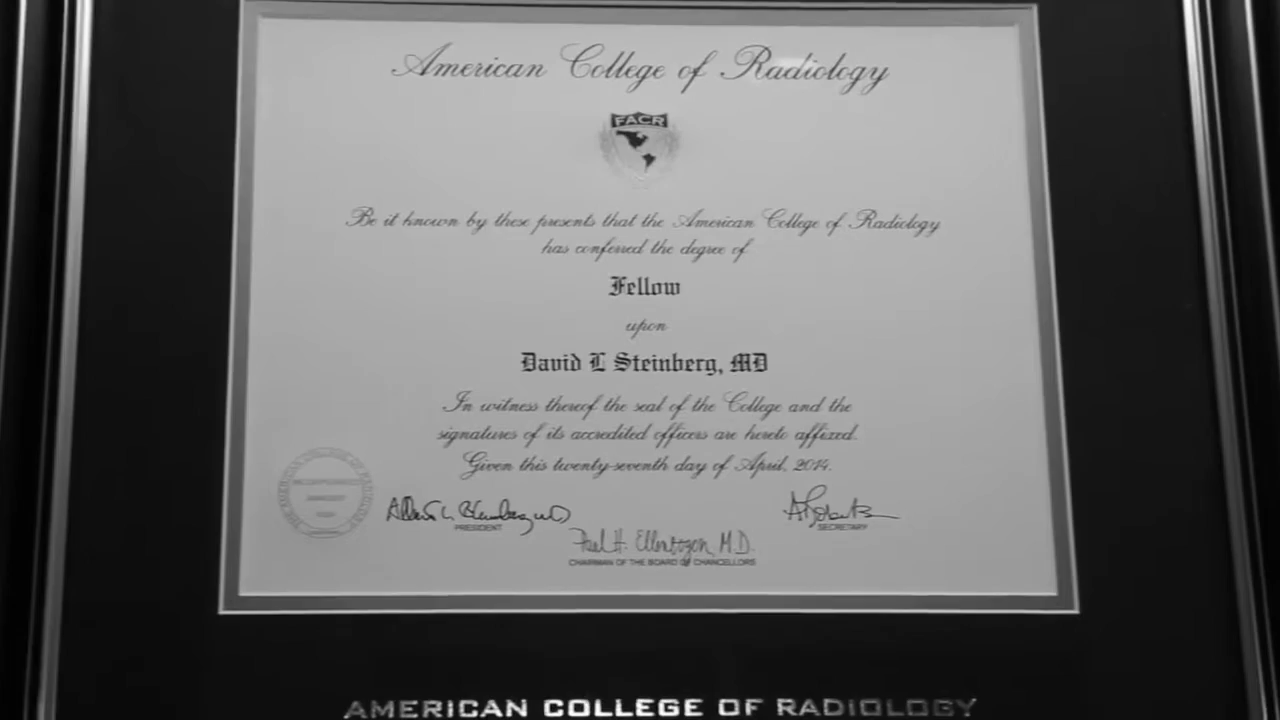 American College of Radiology
FACR
Be it known by these presents that the American College of Radiology
has conferred the degree of
Fellow
upon
David L Steinberg, MD
In witness thereof the seal of the College and the
signatures of its accredited officers are hereto affixed.
Given this twenty-seventh day of April, 2014.
PRESIDENT
SECRETARY
Paul H. Ellenbogen, M.D.
CHAIRMAN OF THE BOARD OF CHANCELLORS
AMERICAN COLLEGE OF RADIOLOGY